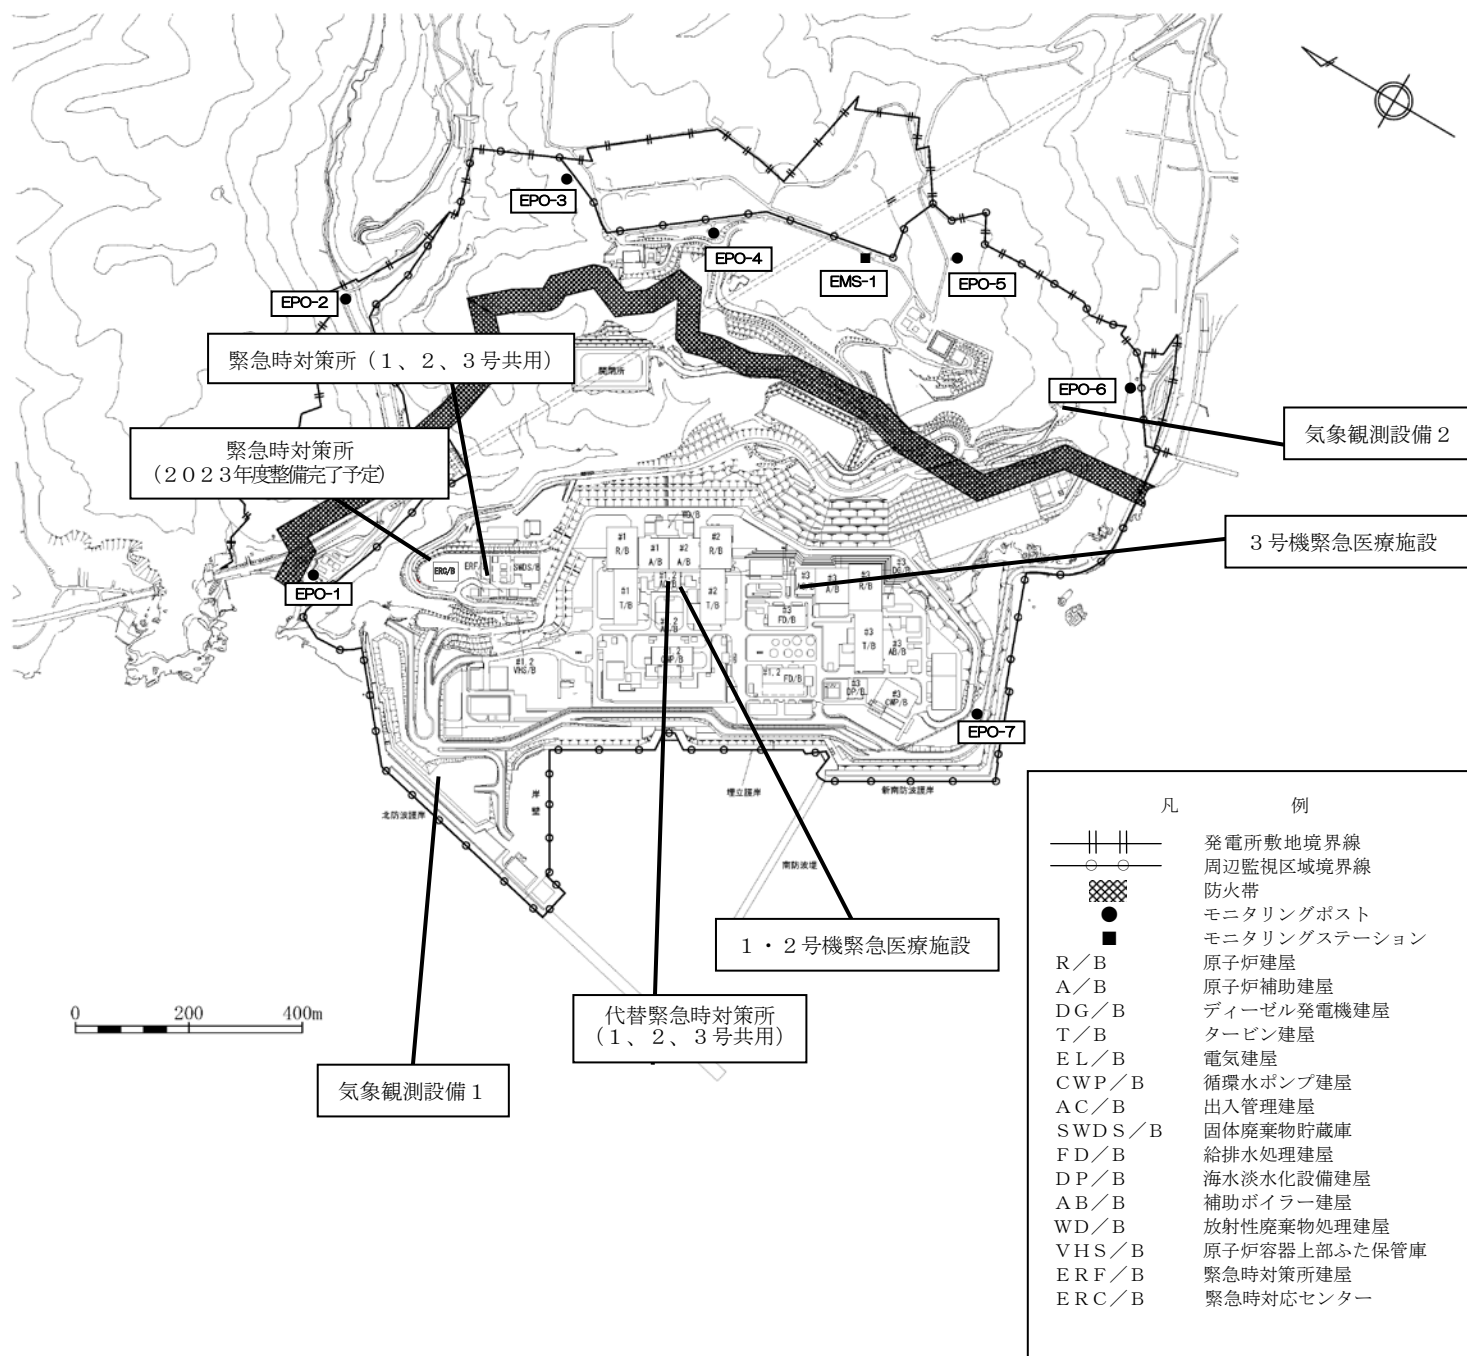 EPO-3
EPO-4
EMS-1
EPO-5
EPO-2
緊急時対策所（１、２、３号共用）
開閉所
EPO-6
気象観測設備２
緊急時対策所
（２０２３年度整備完了予定）
3号機緊急医療施設
EPO-1
ERC/B
ERF
SWDS/B
WD/B
#1
R/B
#1
A/B
#2
A/B
#2
R/B
#1
T/B
#2
T/B
#3
FD/B
#3
A/B
#3
R/B
#3
DG/B
#3
T/B
#3
AB/B
#1,2
VHS/B
#1,2
CWP/B
#1,2
FD/B
#3
DP/B
#3
CWP/B
EPO-7
北防波護岸
岸壁
埋立護岸
新南防波護岸
南防波堤
１・２号機緊急医療施設
代替緊急時対策所
（１、２、３号共用）
気象観測設備１
0 200 400m
凡 例
発電所敷地境界線
周辺監視区域境界線
防火帯
モニタリングポスト
モニタリングステーション
Ｒ／Ｂ 原子炉建屋
Ａ／Ｂ 原子炉補助建屋
ＤＧ／Ｂ ディーゼル発電機建屋
Ｔ／Ｂ タービン建屋
ＥＬ／Ｂ 電気建屋
ＣＷＰ／Ｂ 循環水ポンプ建屋
ＡＣ／Ｂ 出入管理建屋
ＳＷＤＳ／Ｂ 固体廃棄物貯蔵庫
ＦＤ／Ｂ 給排水処理建屋
ＤＰ／Ｂ 海水淡水化設備建屋
ＡＢ／Ｂ 補助ボイラー建屋
ＷＤ／Ｂ 放射性廃棄物処理建屋
ＶＨＳ／Ｂ 原子炉容器上部ふた保管庫
ＥＲＦ／Ｂ 緊急時対策所建屋
ＥＲＣ／Ｂ 緊急時対応センター